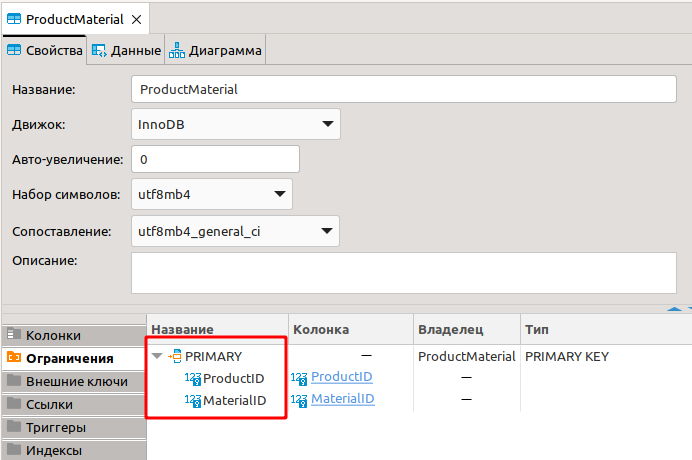 ProductMaterial
Свойства Данные Диаграмма
Название: ProductMaterial
Движок: InnoDB
Авто-увеличение: 0
Набор символов: utf8mb4
Сопоставление: utf8mb4_general_ci
Описание:
Колонки
Ограничения
Внешние ключи
Ссылки
Триггеры
Индексы
Название Колонка Владелец Тип
PRIMARY — ProductMaterial PRIMARY KEY
123 ProductID 123 ProductID —
123 MaterialID 123 MaterialID —